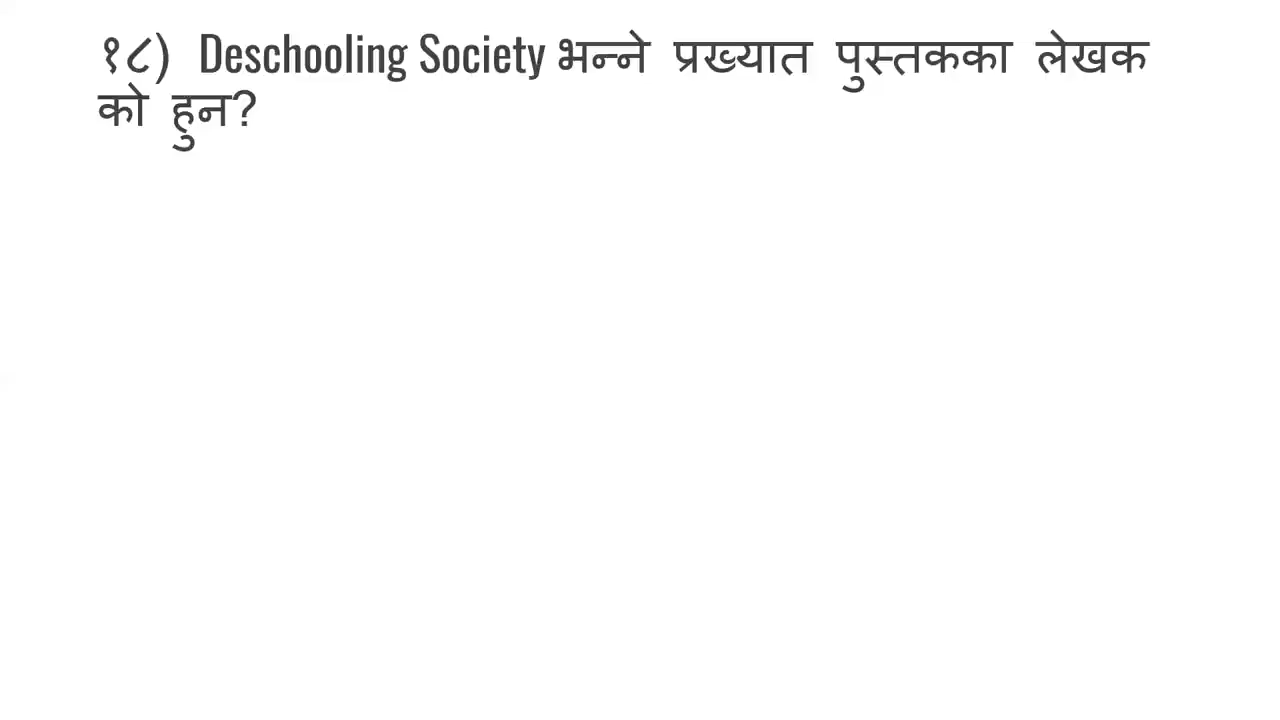 १८) Deschooling Society भन्ने प्रख्यात पुस्तकका लेखक
को हुन?